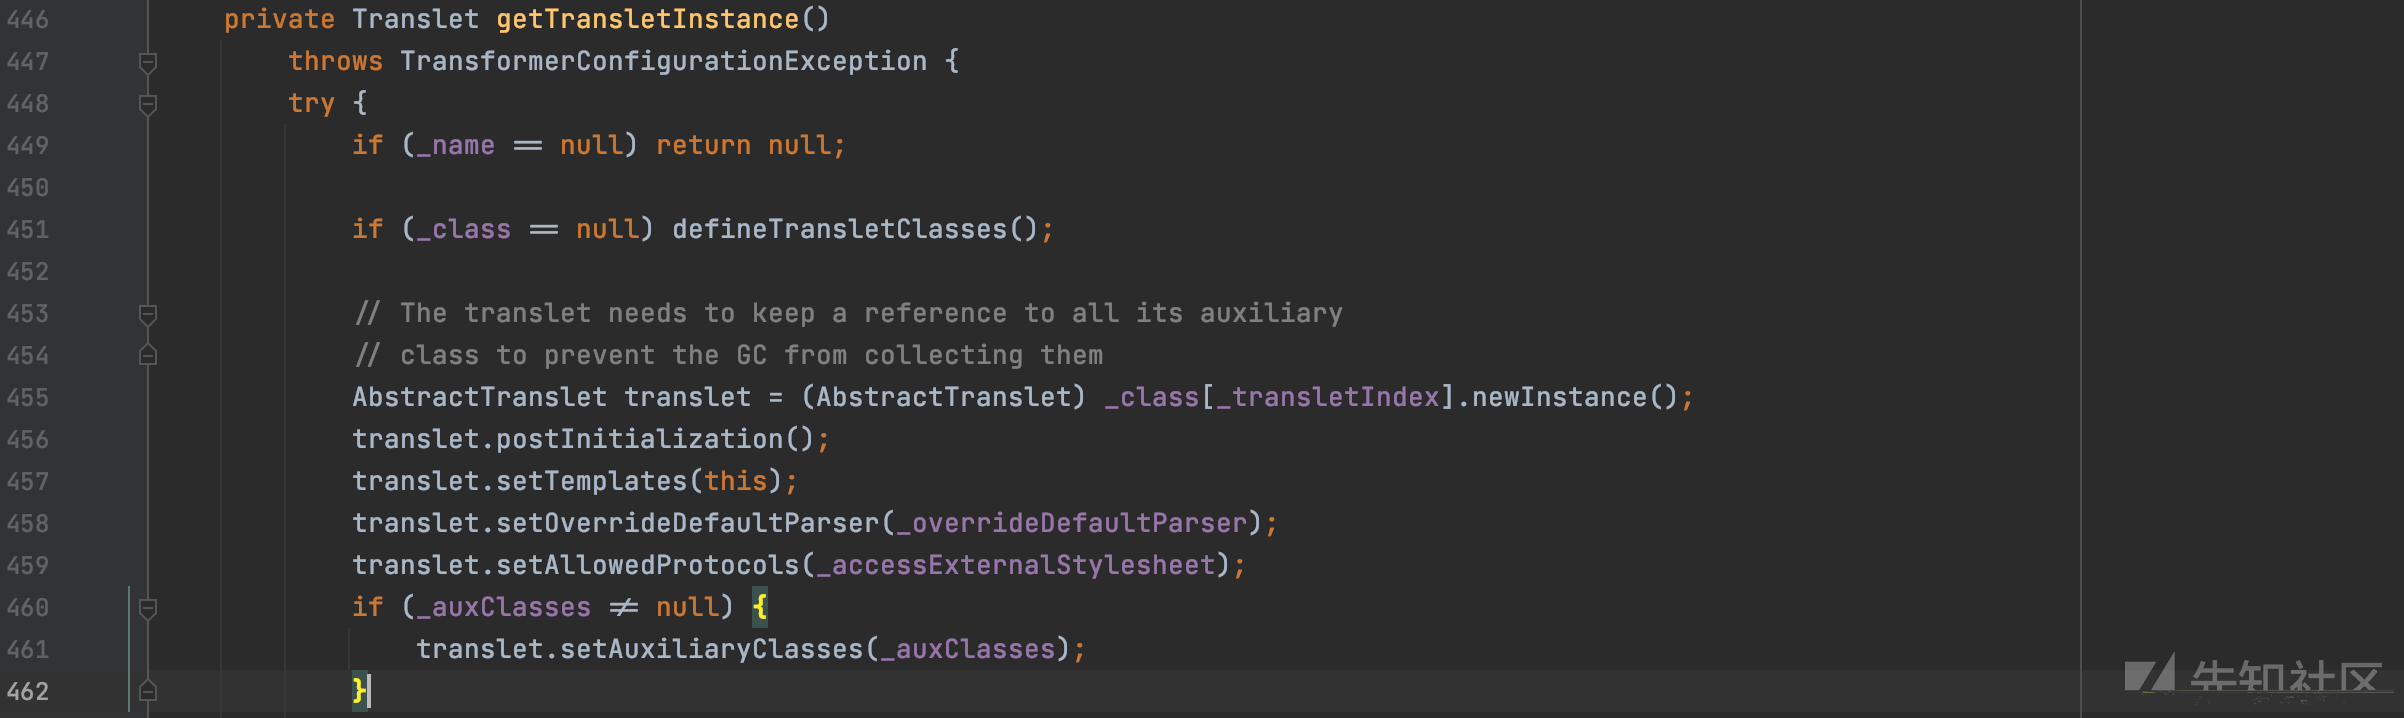 446 private Translet getTransletInstance()
447 throws TransformerConfigurationException {
448 try {
449 if (_name == null) return null;
450
451 if (_class == null) defineTransletClasses();
452
453 // The translet needs to keep a reference to all its auxiliary
454 // class to prevent the GC from collecting them
455 AbstractTranslet translet = (AbstractTranslet) _class[_transletIndex].newInstance();
456 translet.postInitialization();
457 translet.setTemplates(this);
458 translet.setOverrideDefaultParser(_overrideDefaultParser);
459 translet.setAllowedProtocols(_accessExternalStylesheet);
460 if (_auxClasses != null) {
461 translet.setAuxiliaryClasses(_auxClasses);
462 }
先知社区